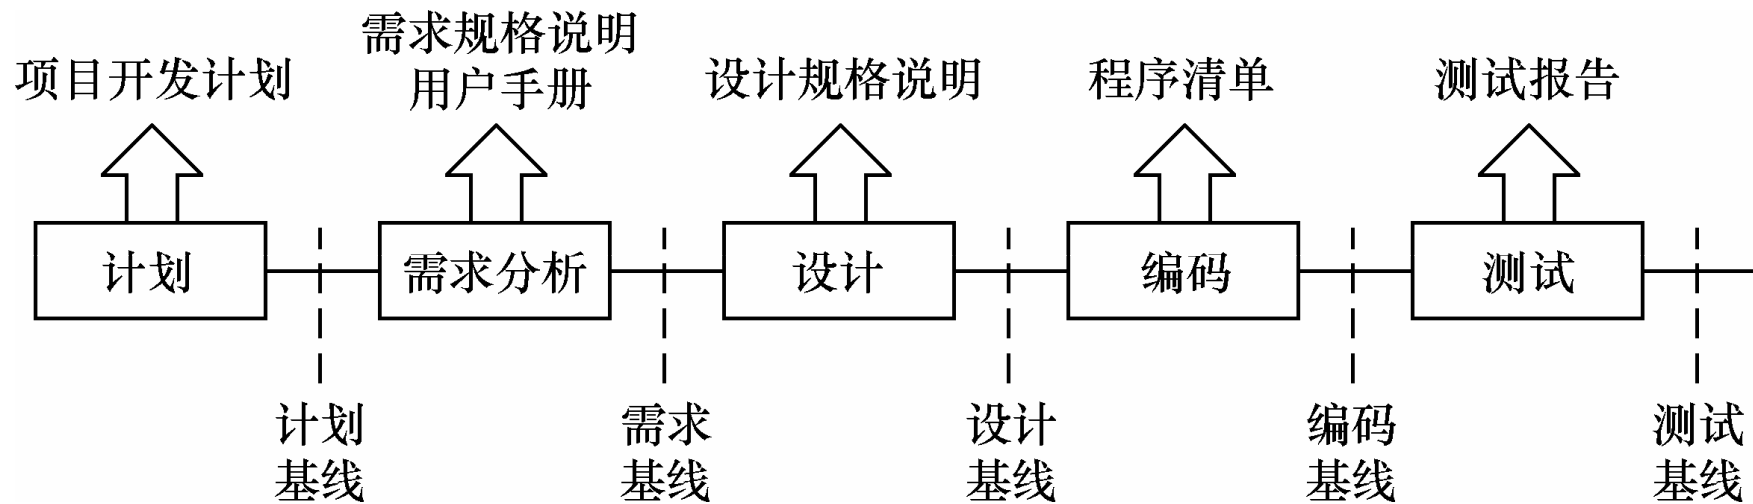 项目开发计划
需求规格说明
用户手册
设计规格说明
程序清单
测试报告
计划
需求分析
设计
编码
测试
计划
基线
需求
基线
设计
基线
编码
基线
测试
基线